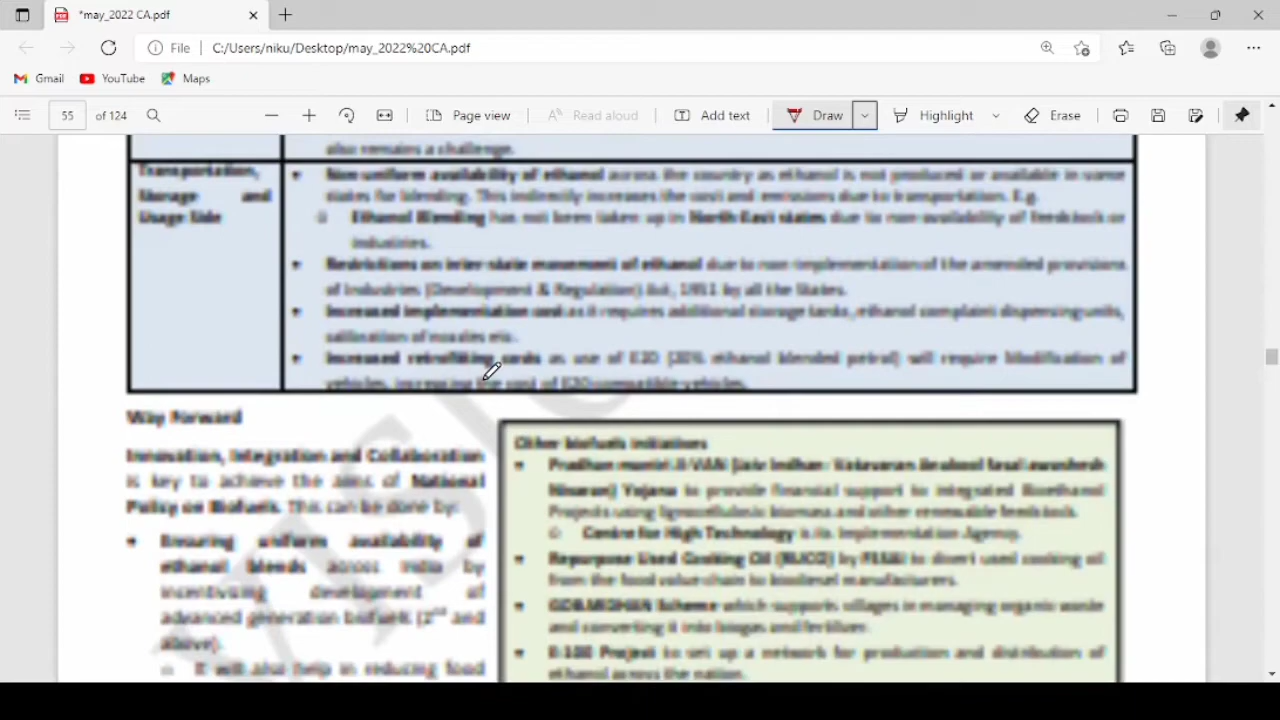 *may_2022 CA.pdf
File
C:/Users/niku/Desktop/may_2022%20CA.pdf
Gmail YouTube Maps
55 of 124
Page view
Read aloud
Add text
Draw
Highlight
Erase
also remains a challenge.
Transportation,
Storage and
Usage Side
Non uniform availability of ethanol across the country as ethanol is not produced or available in some
states for blending. This indirectly increases the cost and emissions due to transportation. E.g.
Ethanol Blending has not been taken up in North East states due to non-availability of feedstock or
industries.
Restrictions on inter-state movement of ethanol due to non-implementation of the amended provisions
of Industries (Development & Regulation) Act, 1951 by all the States.
Increased implementation cost as it requires additional storage tanks, ethanol complaint dispensing units,
calibration of nozzles etc.
Increased retrofitting costs as use of E20 (20% ethanol blended petrol) will require Modification of
vehicles, increasing the cost of E20 compatible vehicles.
Way Forward
Innovation, Integration and Collaboration
is key to achieve the aims of National
Policy on Biofuels. This can be done by:
Ensuring uniform availability of
ethanol blends across India by
incentivizing development of
advanced generation biofuels (2nd and
above).
It will also help in reducing food
Other biofuels initiatives
Pradhan mantri JI-VAN
Yojana to provide financial support to integrated Bioethanol
Projects using lignocellulosic biomass and other renewable feedstock.
Centre for High Technology is its Implementation Agency.
Repurpose Used Cooking Oil (RUCO) by FSSAI to divert used cooking oil
from the food value chain to biodiesel manufacturers.
GOBARDHAN Scheme which supports villages in managing organic waste
and converting it into biogas and fertilizer.
E-100 Project to set up a network for production and distribution of
ethanol across the nation.